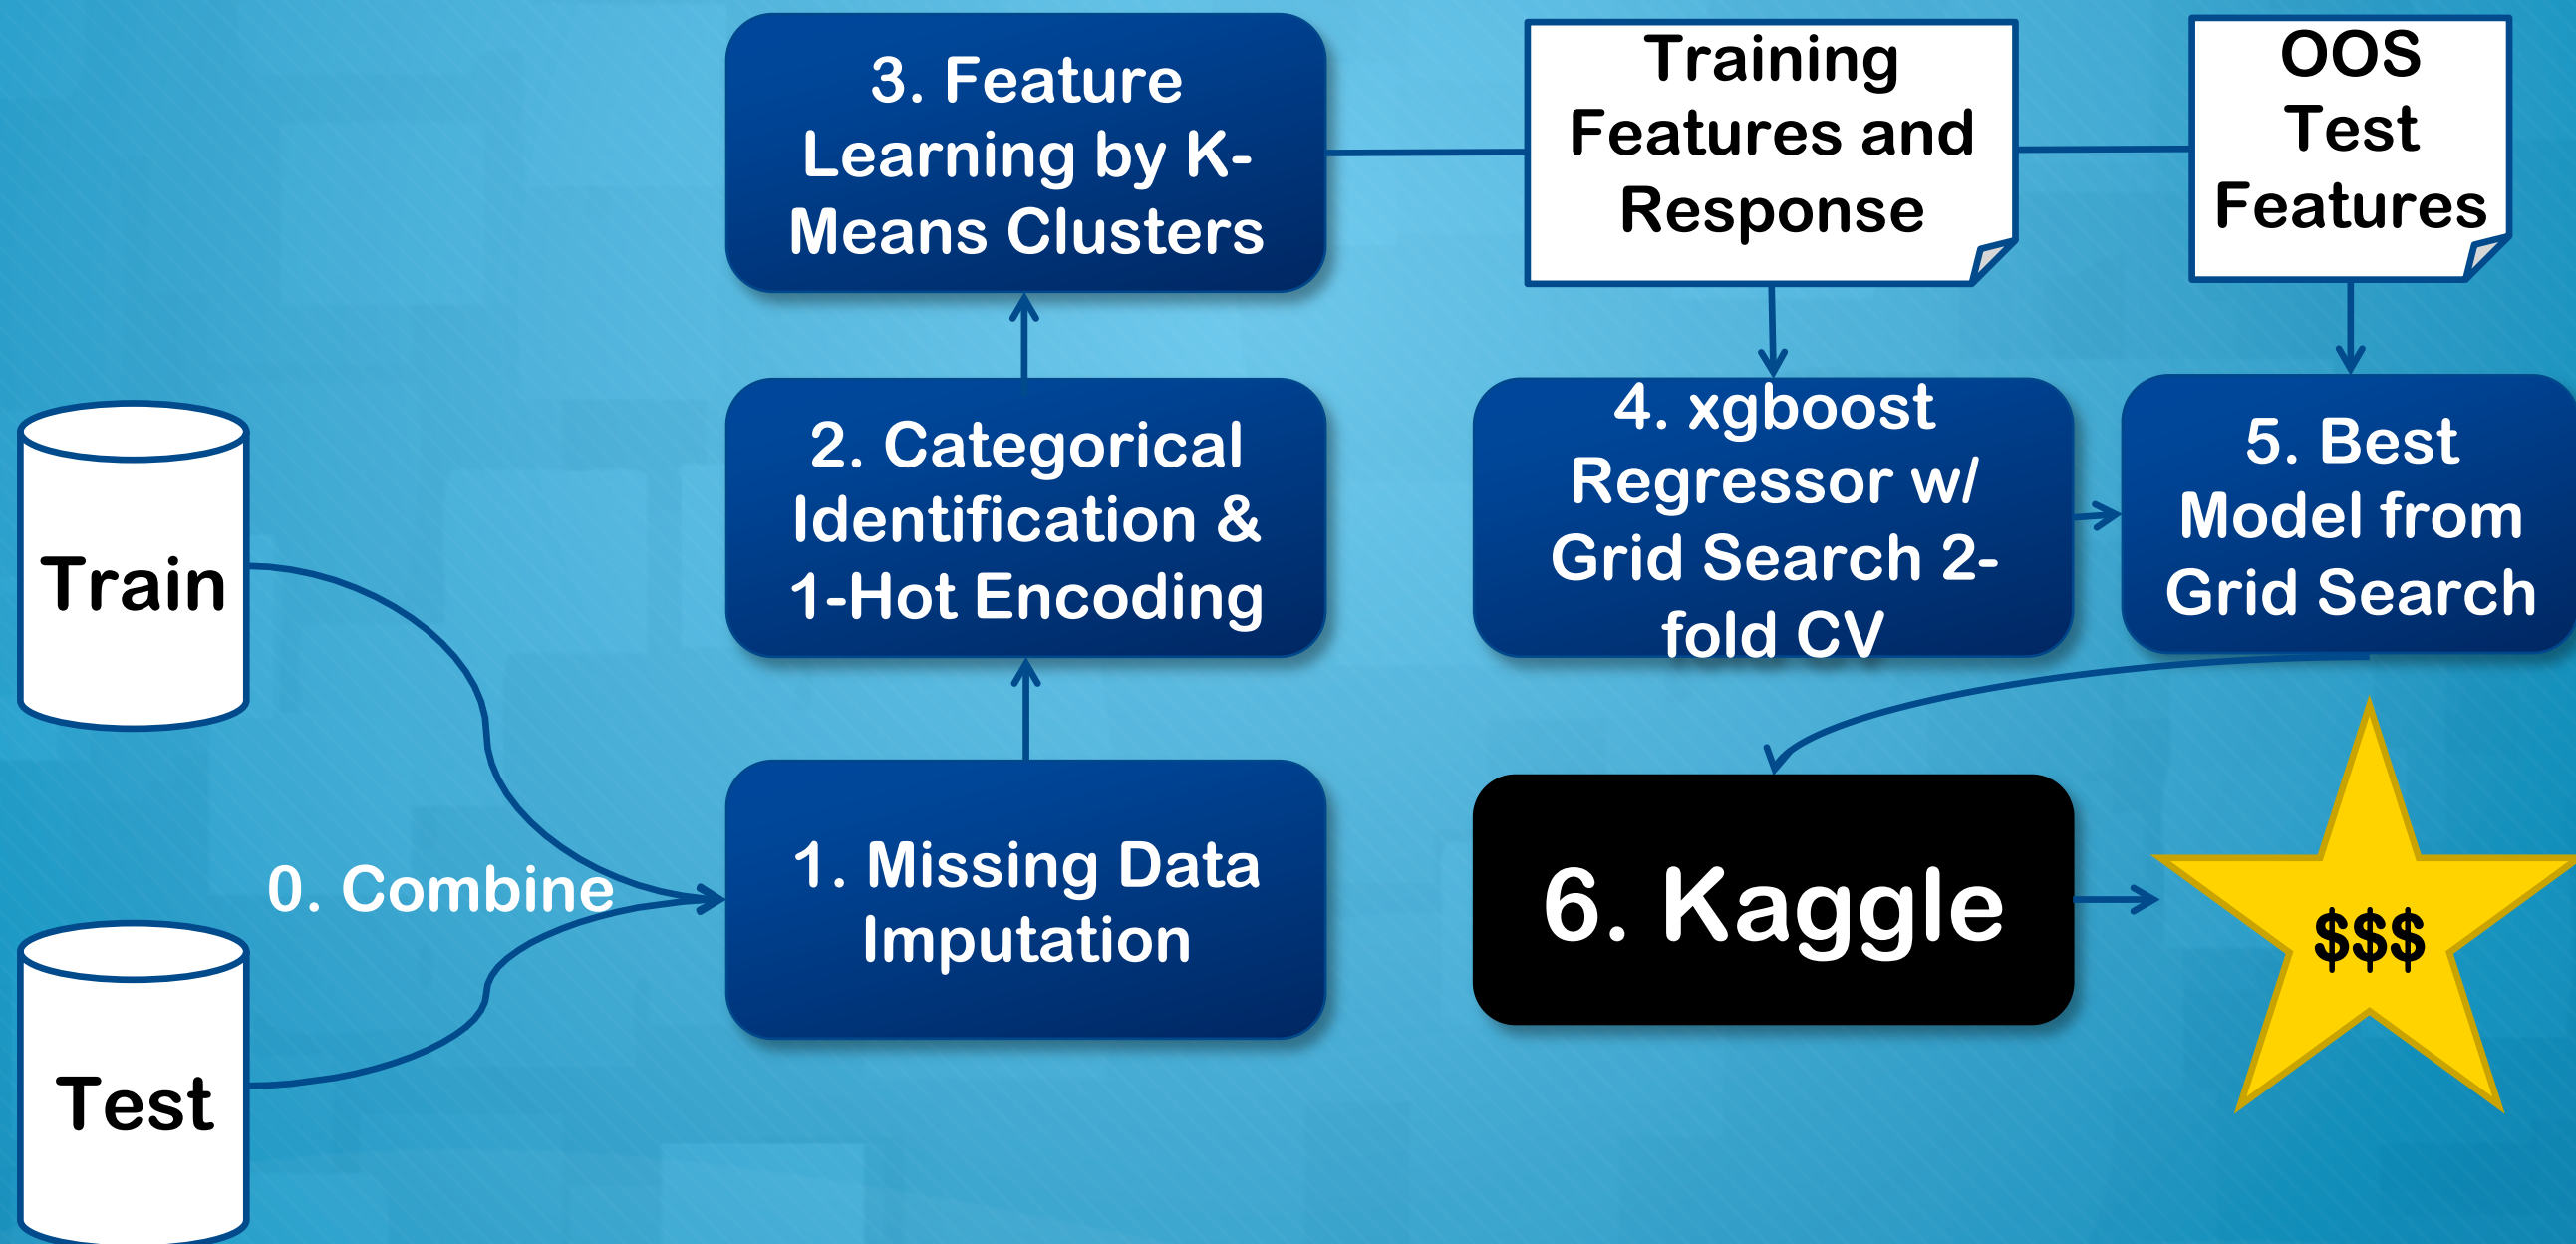 Train
Test
0. Combine
1. Missing Data
Imputation
2. Categorical
Identification &
1-Hot Encoding
3. Feature
Learning by K-
Means Clusters
Training
Features and
Response
OOS
Test
Features
4. xgboost
Regressor w/
Grid Search 2-
fold CV
5. Best
Model from
Grid Search
6. Kaggle
$$$